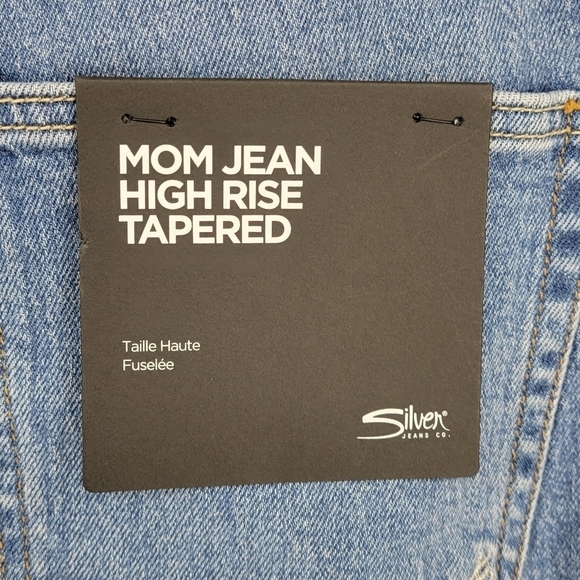 MOM JEAN
HIGH RISE
TAPERED
Taille Haute
Fuselée
Silver®
JEANS CO.